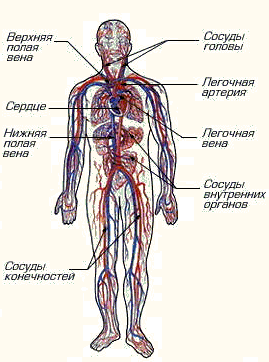 Верхняя
полая
вена
Сосуды
головы
Легочная
артерия
Сердце
Нижняя
полая
вена
Легочная
вена
Сосуды
внутренних
органов
Сосуды
конечностей